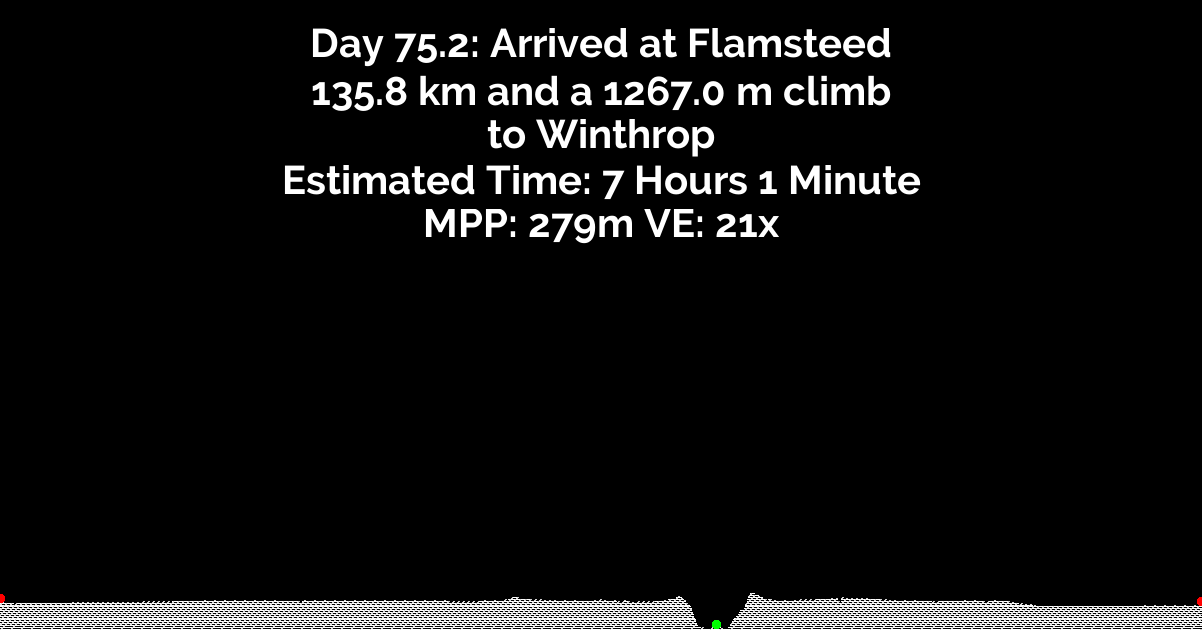 Day 75.2: Arrived at Flamsteed
135.8 km and a 1267.0 m climb
to Winthrop
Estimated Time: 7 Hours 1 Minute
MPP: 279m VE: 21x